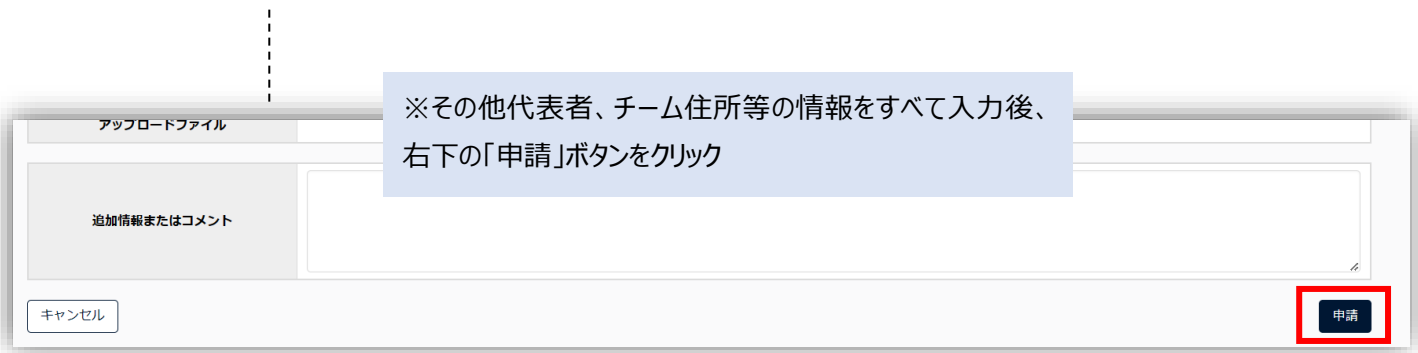 ※その他代表者、チーム住所等の情報をすべて入力後、
右下の「申請」ボタンをクリック
アップロードファイル
追加情報またはコメント
キャンセル
申請